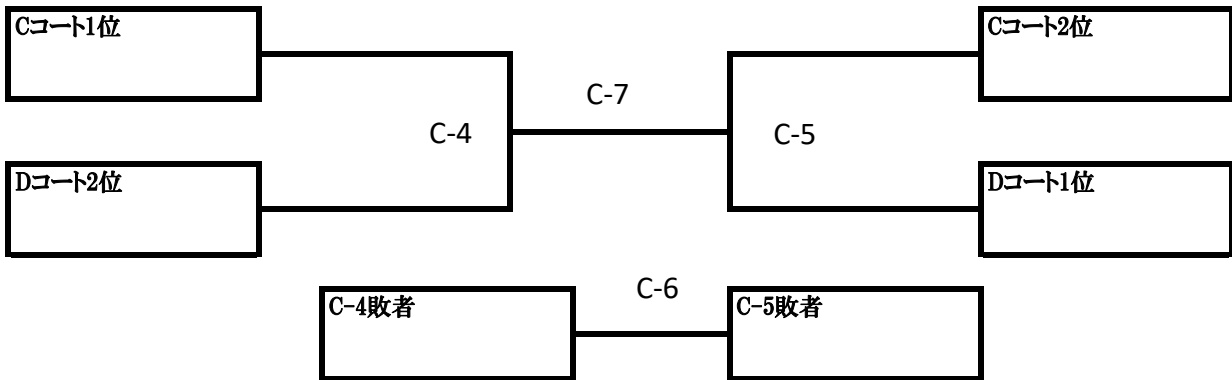 Cコート1位
Cコート2位
C-7
C-4
C-5
Dコート2位
Dコート1位
C-6
C-4敗者
C-5敗者